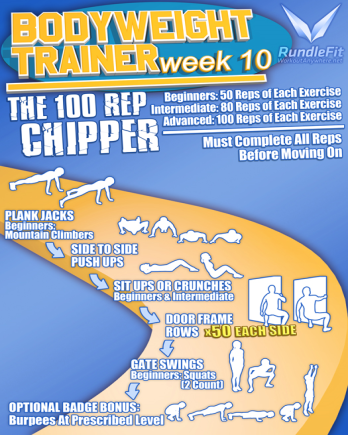 BODYWEIGHT
TRAINER week 10
RundleFit
WorkoutAnywhere.net
THE 100 REP
CHIPPER
Beginners: 50 Reps of Each Exercise
Intermediate: 80 Reps of Each Exercise
Advanced: 100 Reps of Each Exercise
Must Complete All Reps
Before Moving On
PLANK JACKS
Beginners:
Mountain Climbers
SIDE TO SIDE
PUSH UPS
SIT UPS OR CRUNCHES
Beginners & Intermediate
DOOR FRAME
ROWS x50 EACH SIDE
GATE SWINGS
Beginners: Squats
(2 Count)
OPTIONAL BADGE BONUS:
Burpees At Prescribed Level